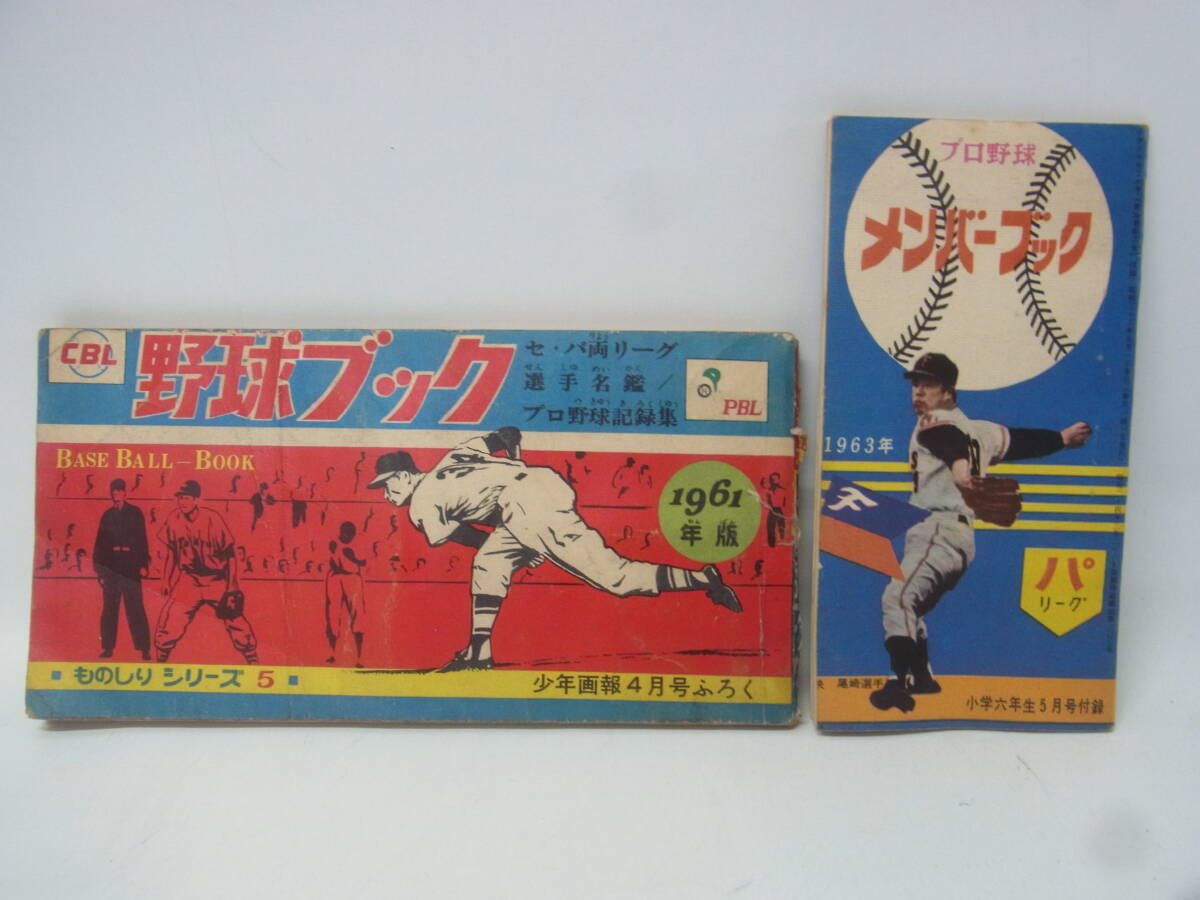 CBL
野球ブック
セ・パ両リーグ
選手名鑑/
プロ野球記録集
PBL
BASE BALL–BOOK
1961
年版
■ものしりシリーズ5■
少年画報4月号ふろく
プロ野球
メンバーブック
1963年
パ
リーグ
尾崎選手
小学六年生5月号付録